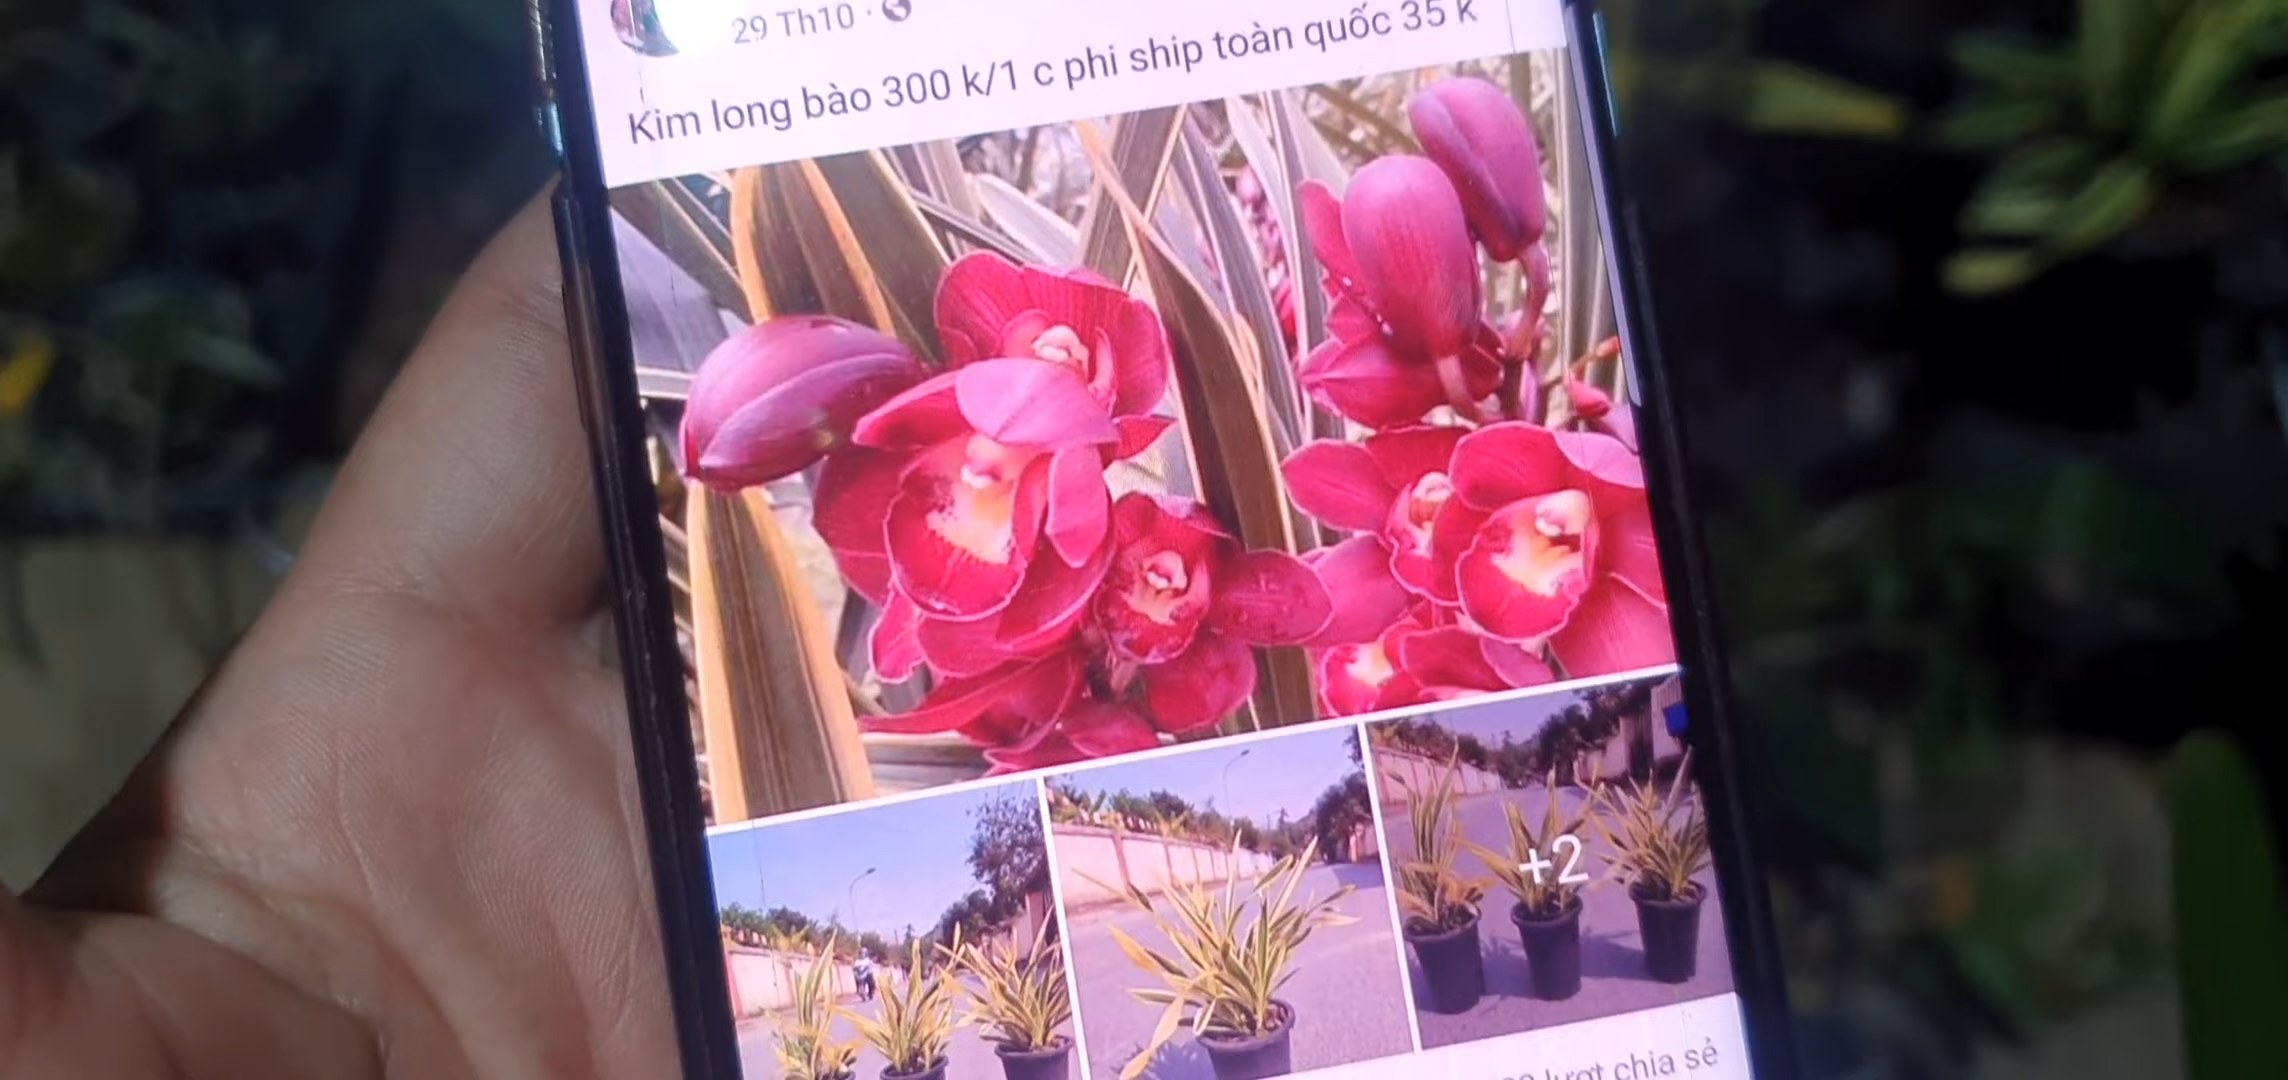 29 Th10 ·
Kim long bào 300 k/1 c phi ship toàn quốc 35 k
+2
lượt chia sẻ